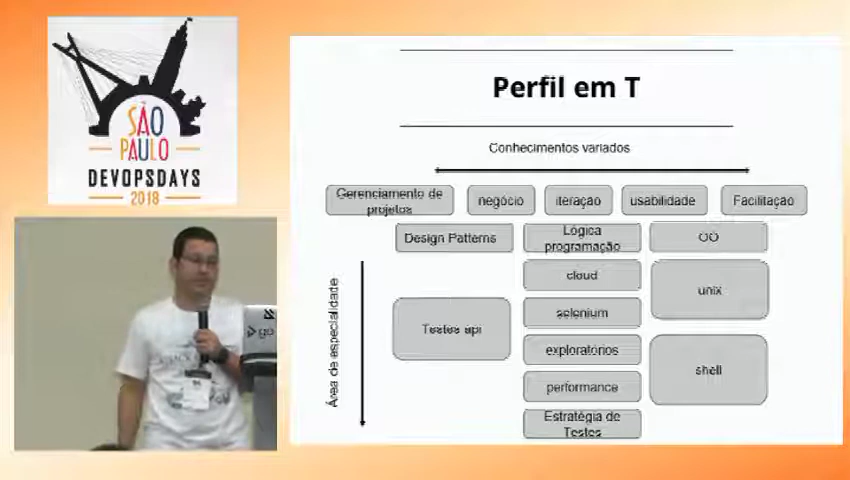 SÃO
PAULO
DEVOPSDAYS
2018
go
Perfil em T
Conhecimentos variados
Gerenciamento de
projetos
negócio
iteração
usabilidade
Facilitação
Design Patterns
Lógica
programação
OO
Área de especialidade
cloud
unix
selenium
Testes api
exploratórios
shell
performance
Estratégia de
Testes